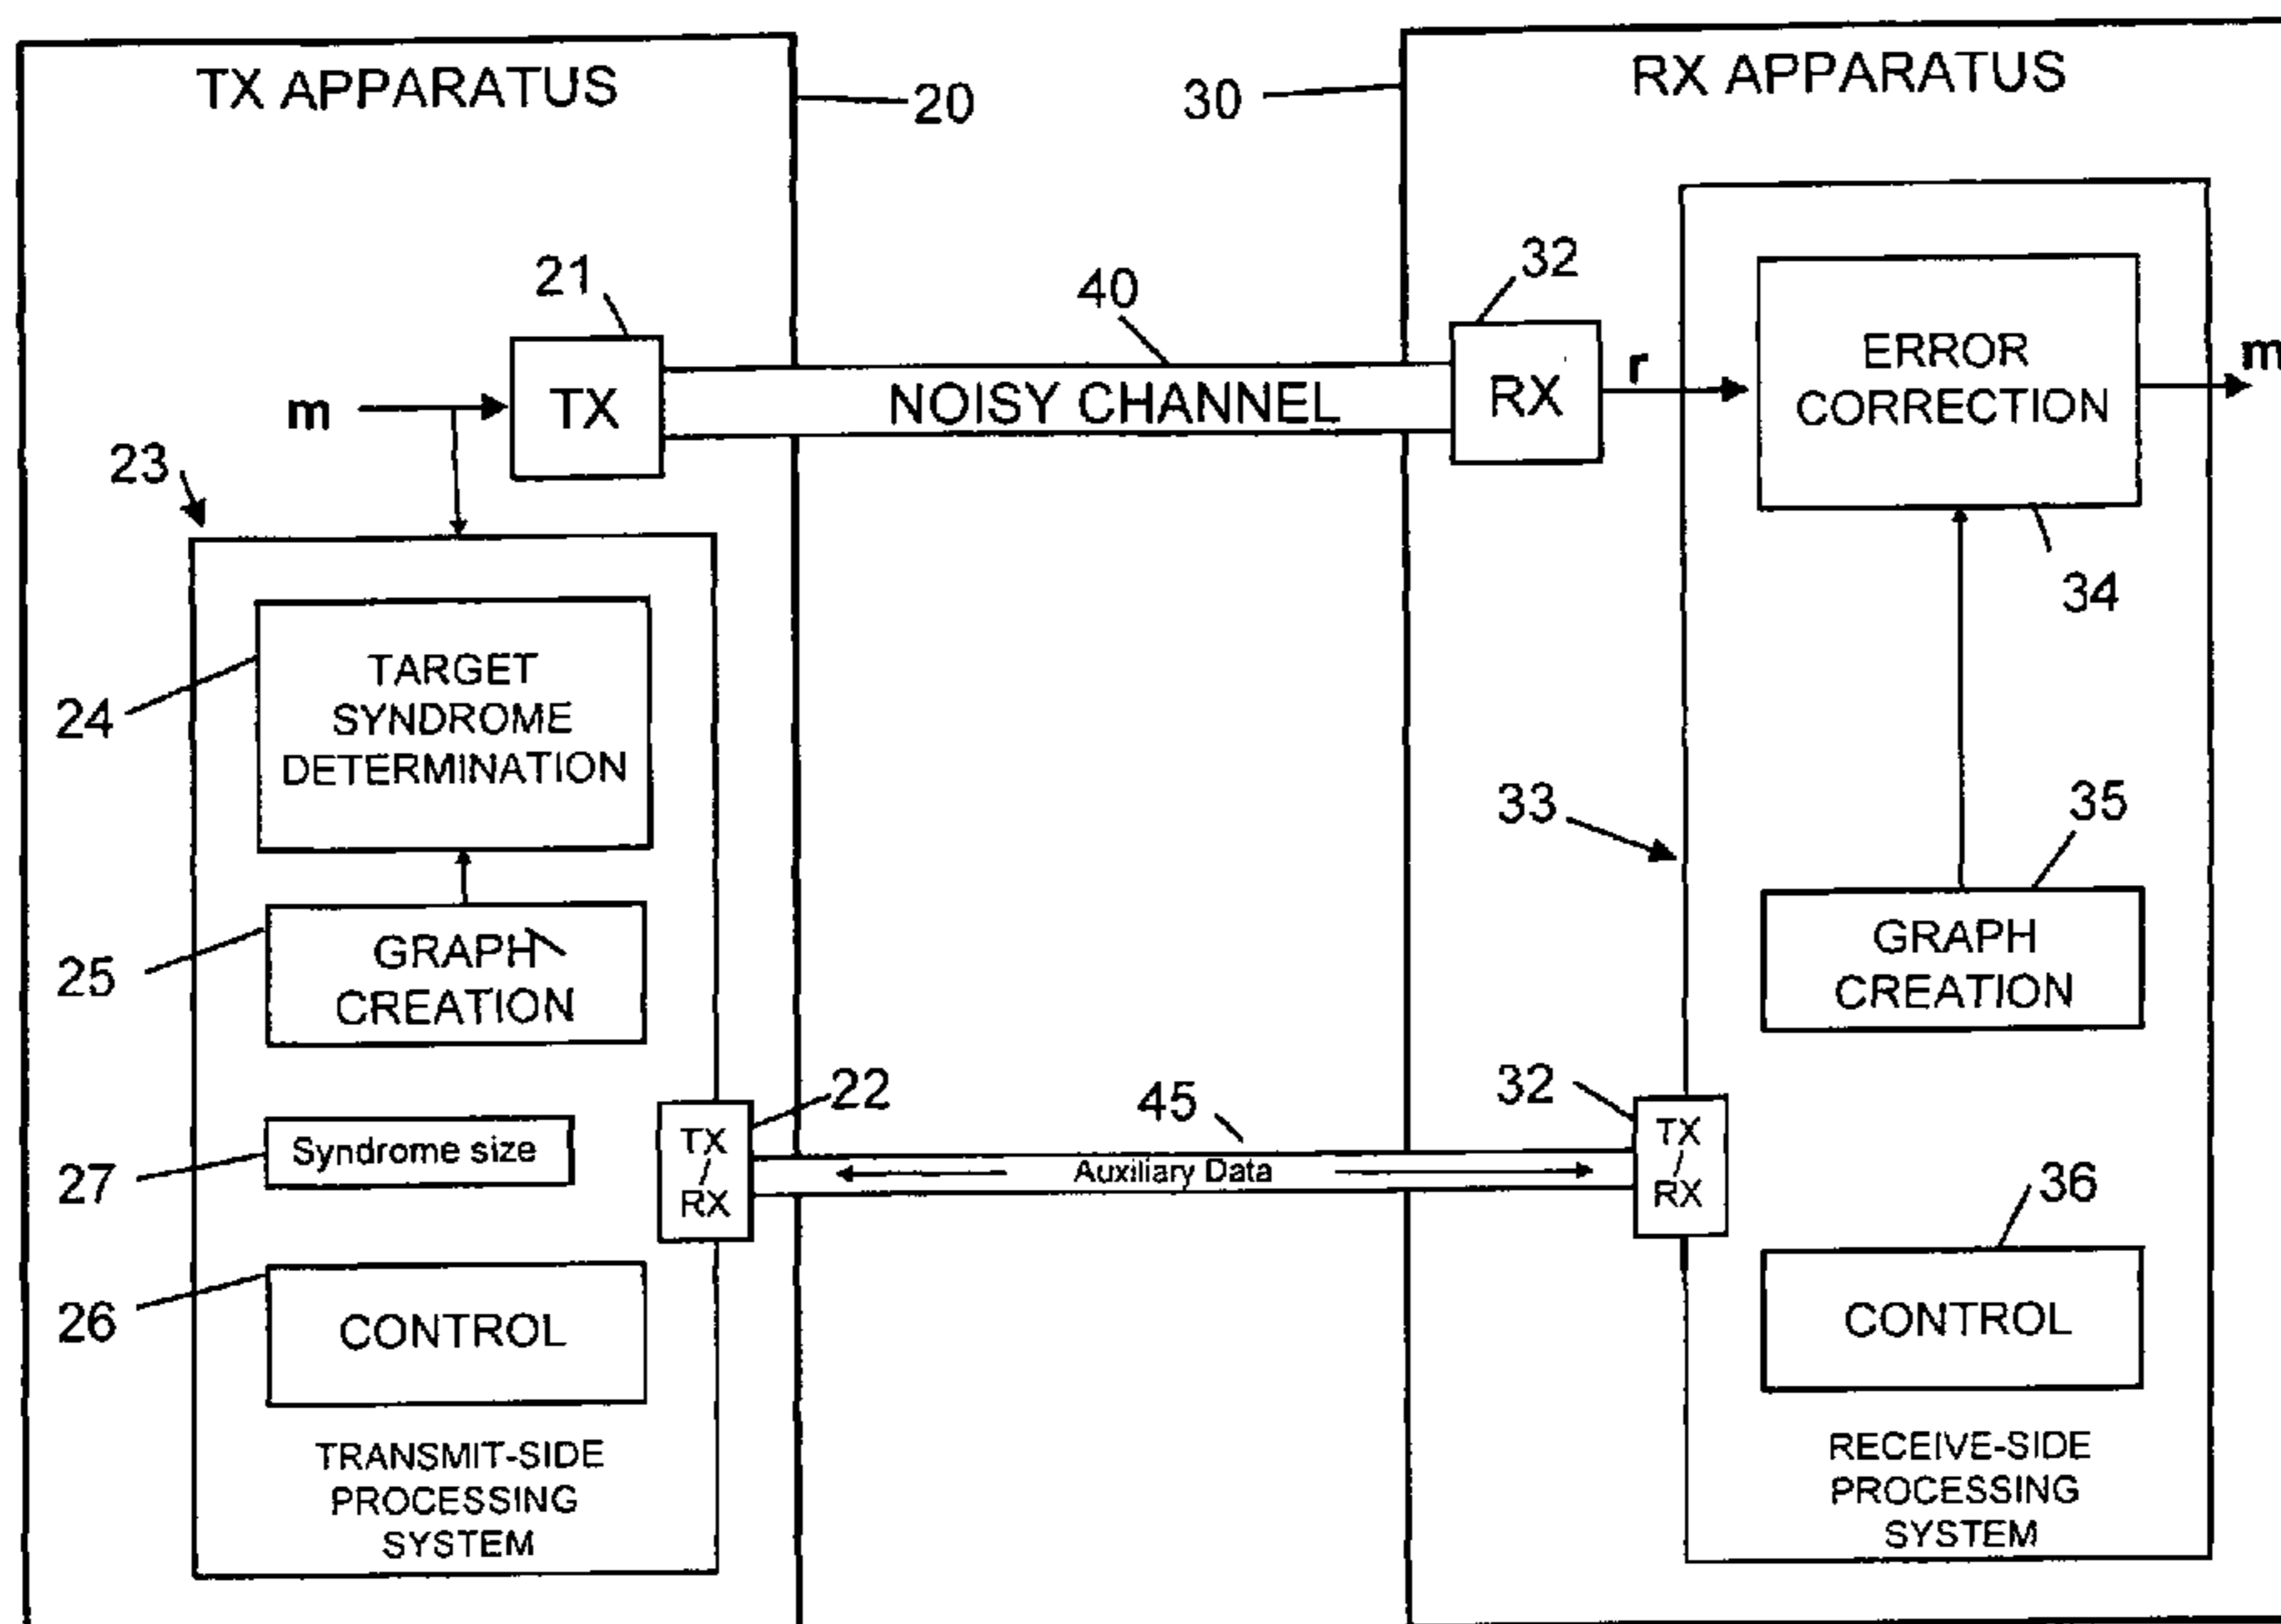 TX APPARATUS
20
30
RX APPARATUS
21
40
32
m
TX
NOISY CHANNEL
RX
r
ERROR
CORRECTION
m
23
34
24
TARGET
SYNDROME
DETERMINATION
33
35
25
GRAPH
CREATION
GRAPH
CREATION
22
45
32
27
Syndrome size
TX
/
RX
Auxiliary Data
TX
/
RX
36
26
CONTROL
CONTROL
TRANSMIT-SIDE
PROCESSING
SYSTEM
RECEIVE-SIDE
PROCESSING
SYSTEM